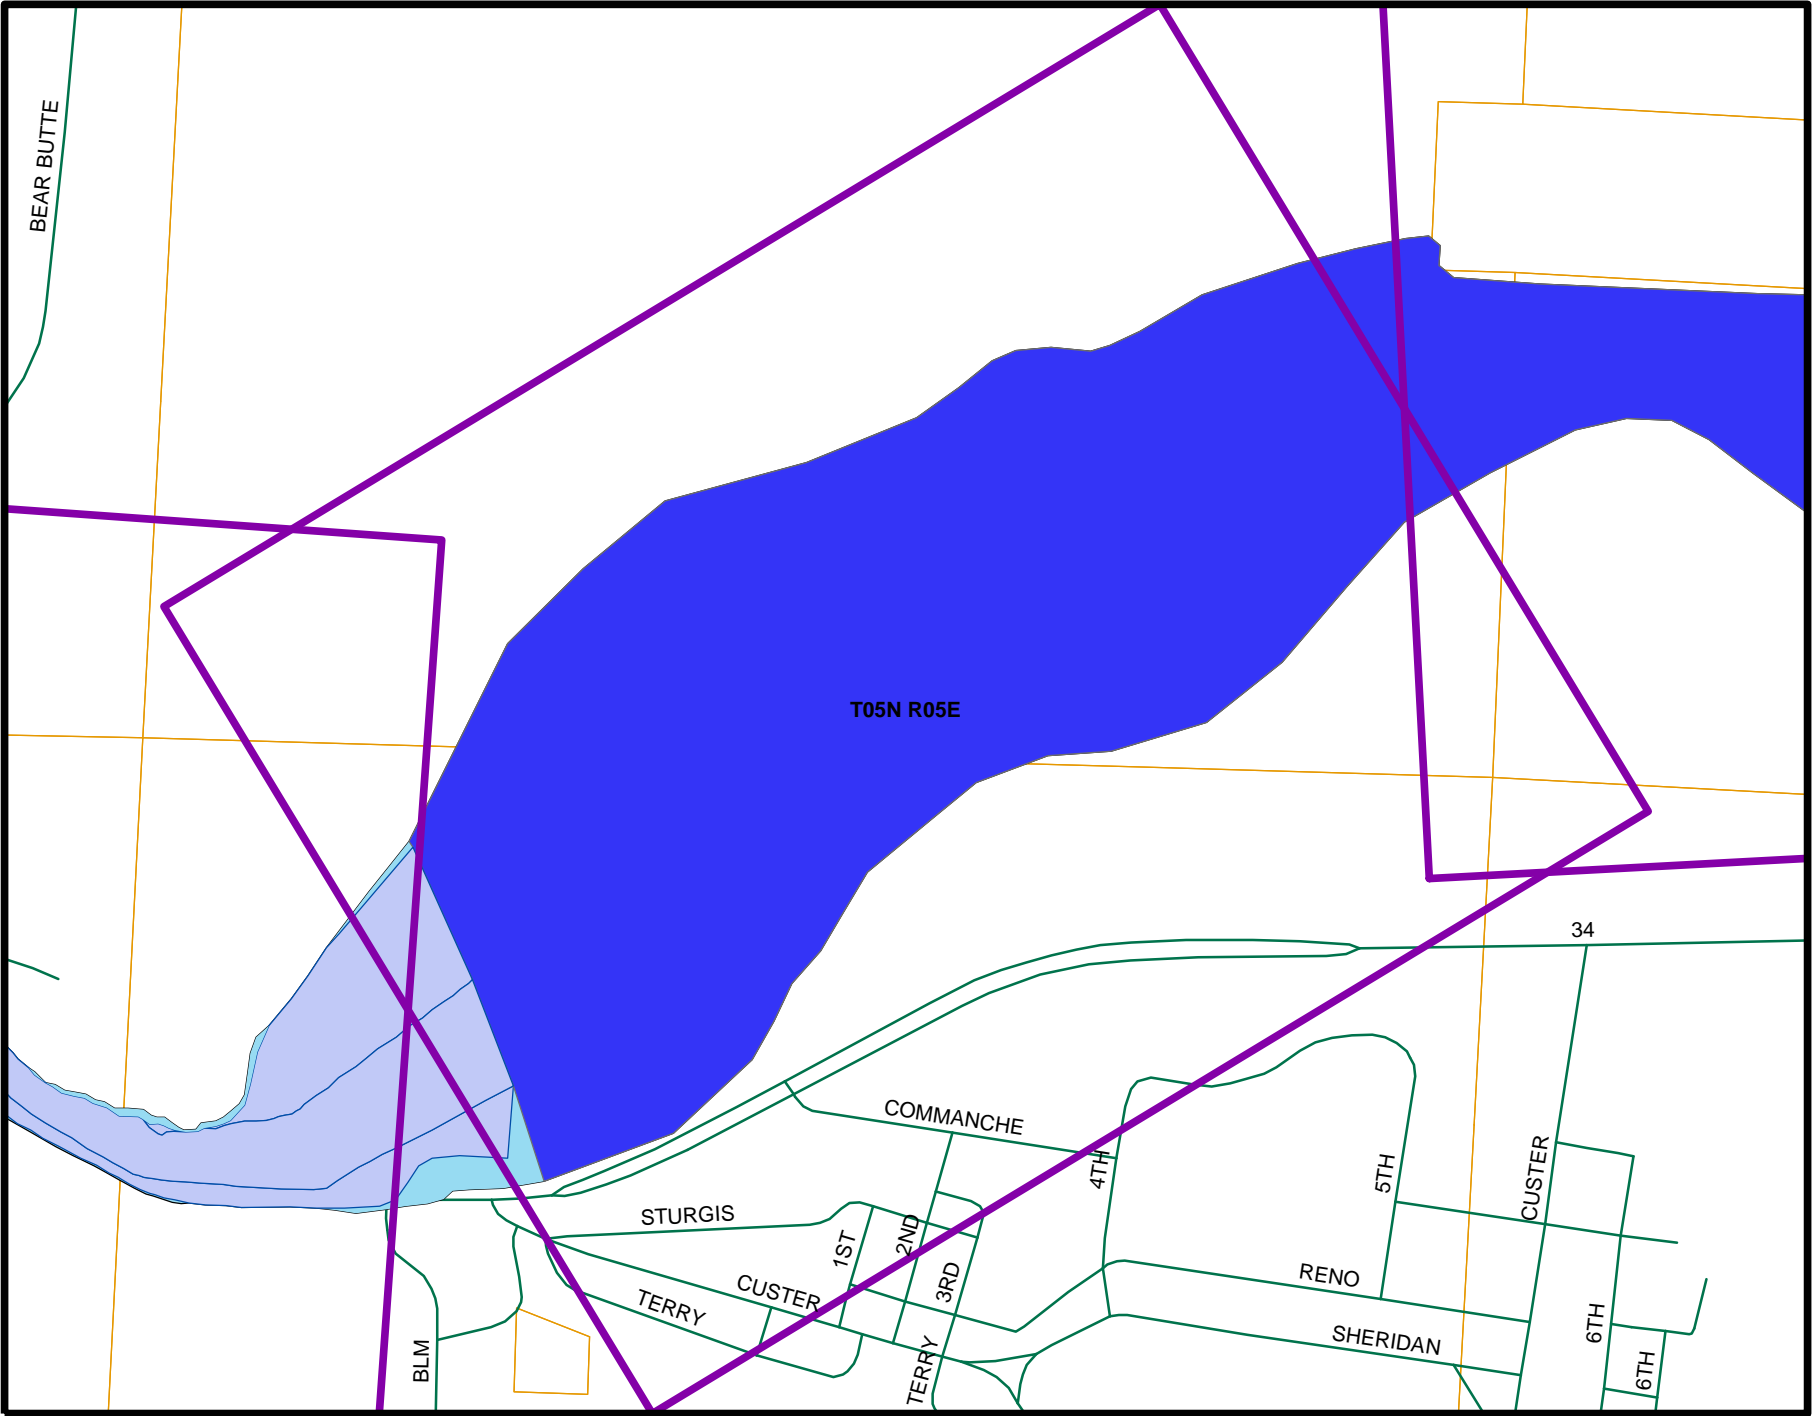 BEAR BUTTE
T05N R05E
34
COMMANCHE
4TH
5TH
CUSTER
STURGIS
1ST
2ND
3RD
CUSTER
TERRY
TERRY
RENO
SHERIDAN
6TH
6TH
BLM